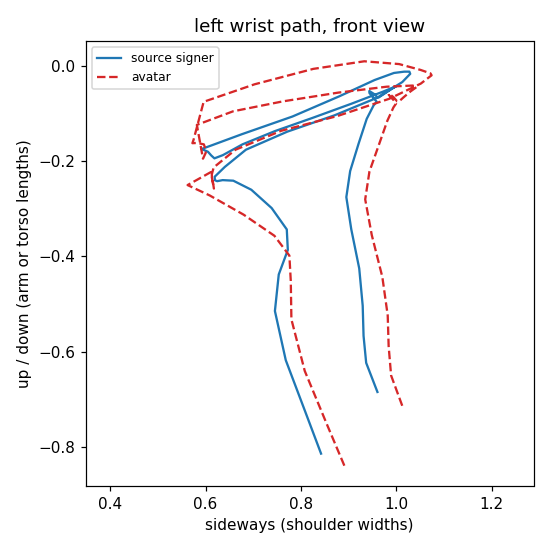 left wrist path, front view
source signer
avatar
up / down (arm or torso lengths)
0.0
−0.2
−0.4
−0.6
−0.8
0.4 0.6 0.8 1.0 1.2
sideways (shoulder widths)